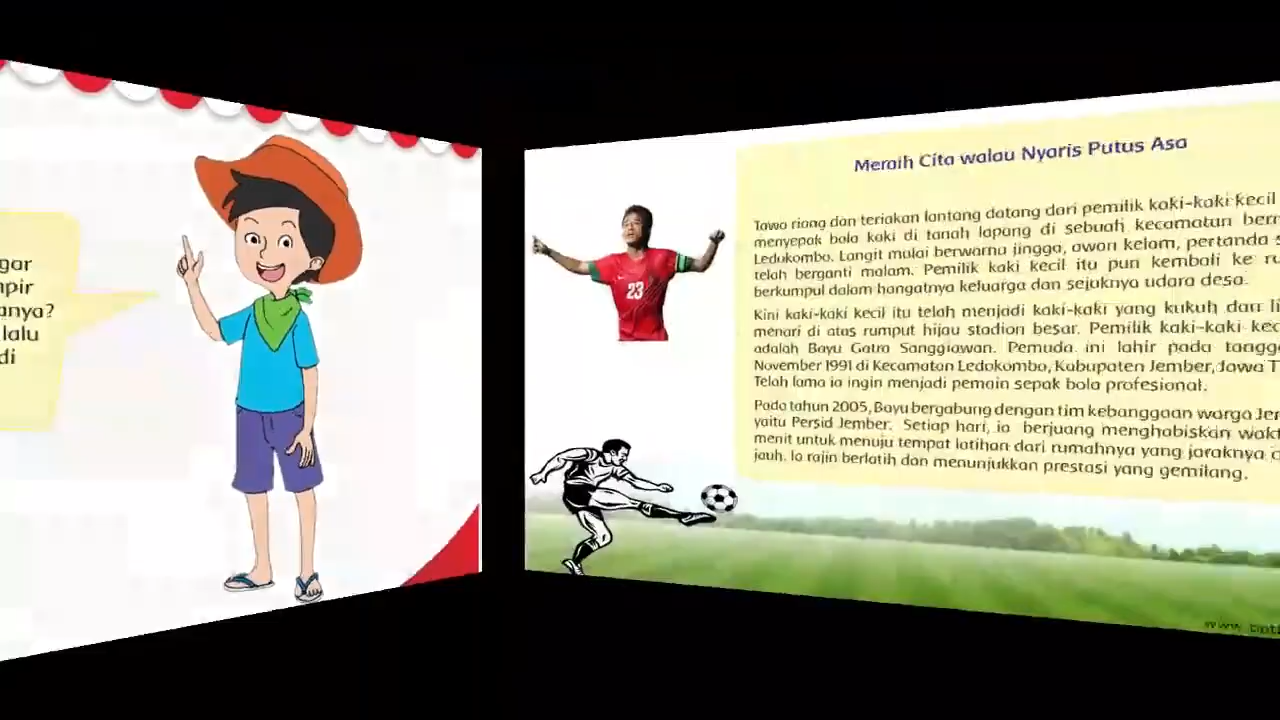 gar
npir
anya?
lalu
di
Meraih Cita walau Nyaris Putus Asa
23
Tawa riang dan teriakan lantang datang dari pemilik kaki-kaki kecil
menyepak bola kaki di tanah lapang di sebuah kecamatan
Ledokombo. Langit mulai berwarna jingga, awan kelam, pertanda
telah berganti malam. Pemilik kaki kecil itu pun kembali ke
berkumpul dalam hangatnya keluarga dan sejuknya udara desa.
Kini kaki-kaki kecil itu telah menjadi kaki-kaki yang kukuh dan
menari di atas rumput hijau stadion besar. Pemilik kaki-kaki
adalah Bayu Gatra Sanggiawan. Pemuda ini lahir pada
November 1991 di Kecamatan Ledokombo, Kabupaten Jember, Jawa T
Telah lama ia ingin menjadi pemain sepak bola profesional.
Pada tahun 2005, Bayu bergabung dengan tim kebanggaan warga Jer
yaitu Persid Jember. Setiap hari, ia berjuang menghabiskan wakt
menit untuk menuju tempat latihan dari rumahnya yang jaraknya
jauh. Ia rajin berlatih dan menunjukkan prestasi yang gemilang.
www.